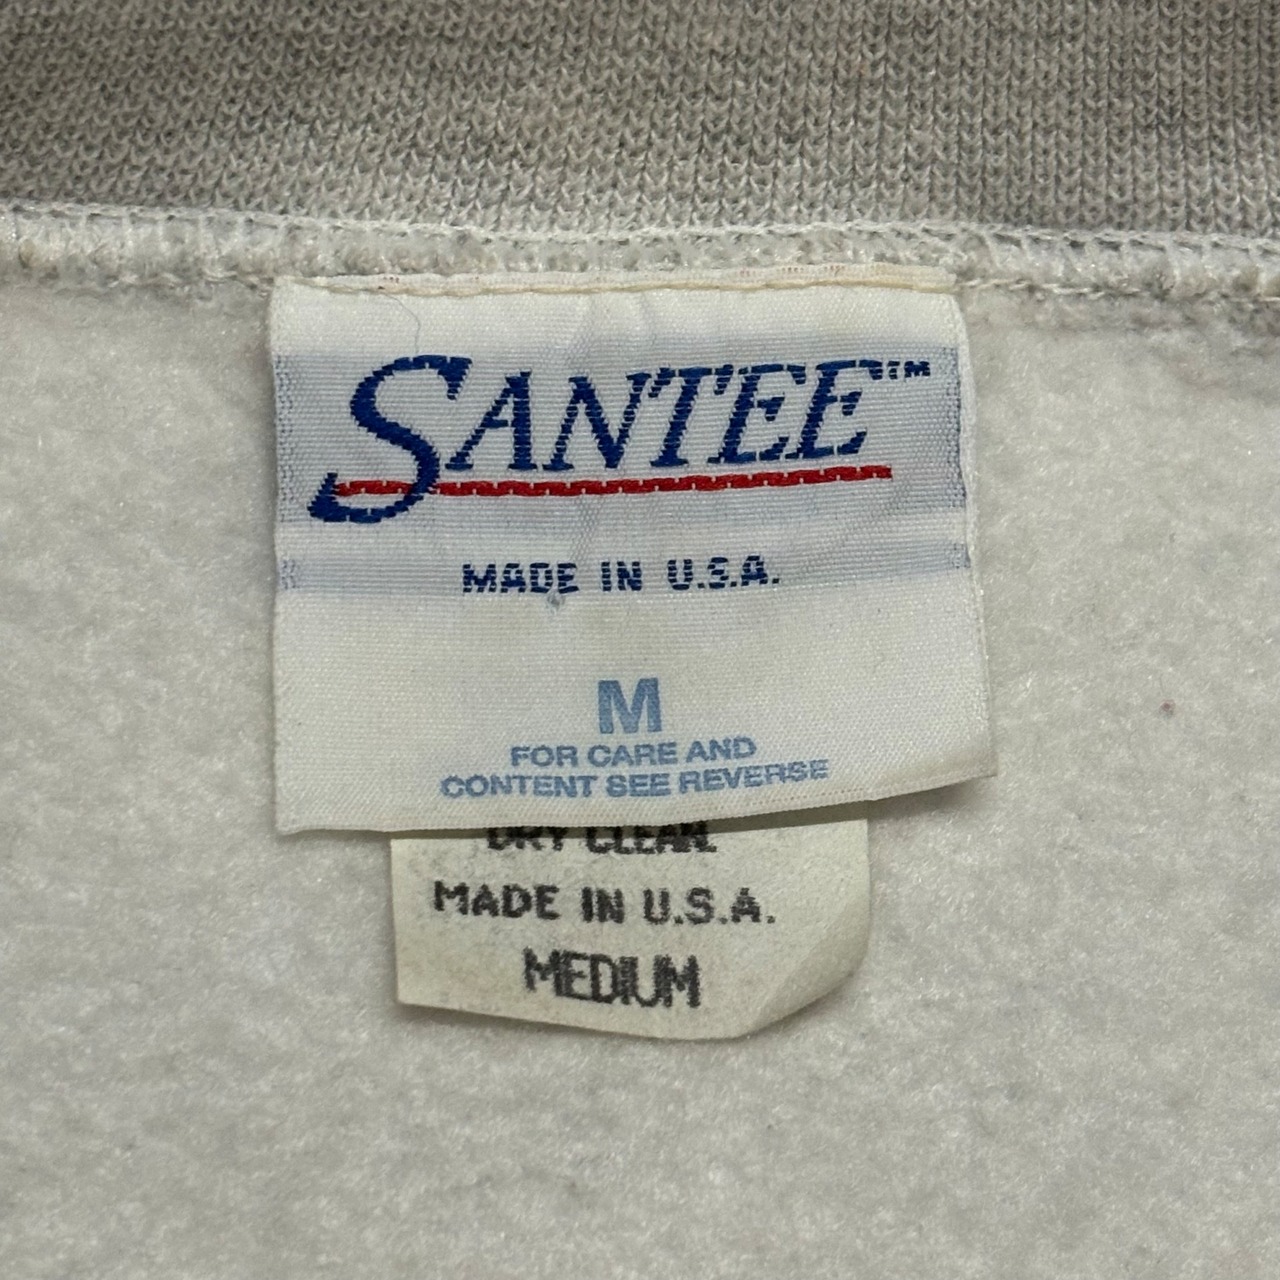 SANTEE™
MADE IN U.S.A.
M
FOR CARE AND
CONTENT SEE REVERSE
DRY CLEAN.
MADE IN U.S.A.
MEDIUM